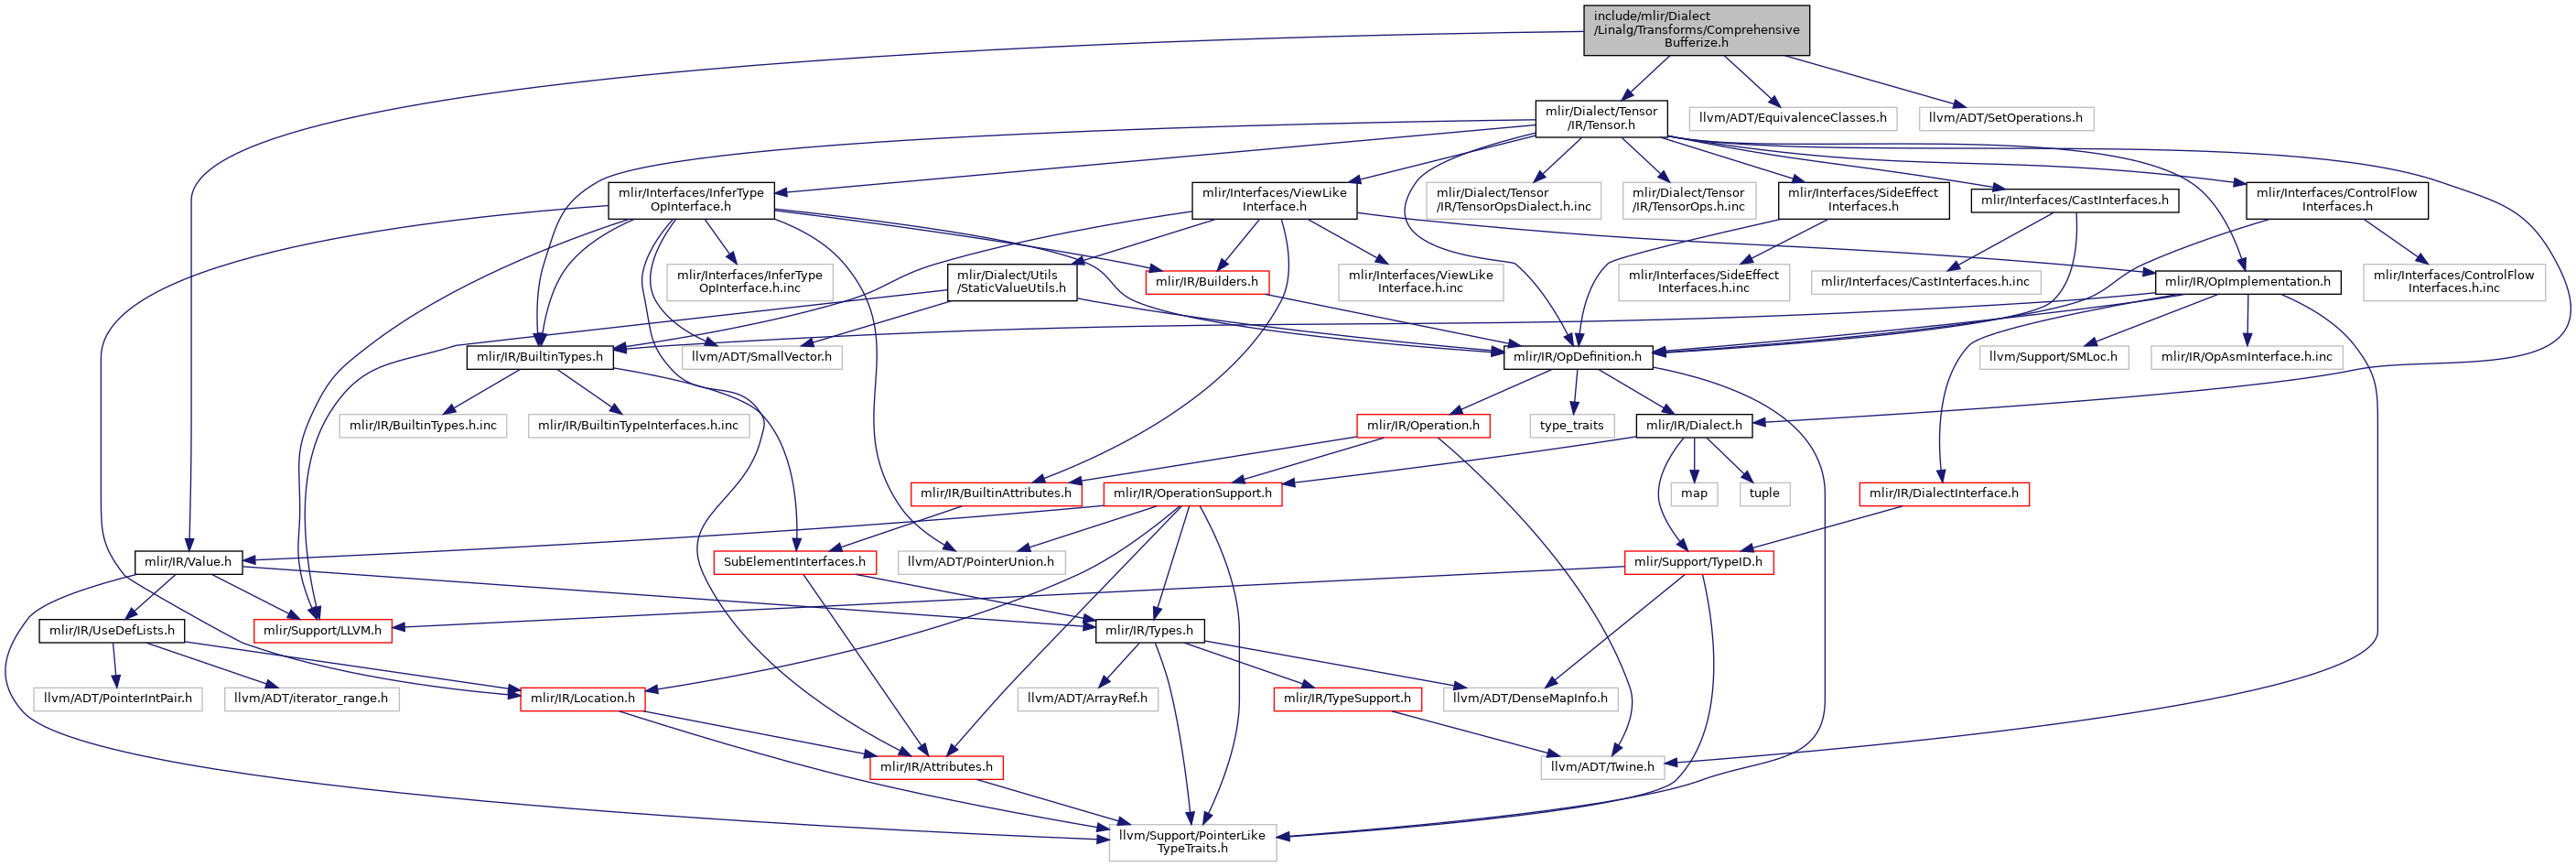 include/mlir/Dialect
/Linalg/Transforms/Comprehensive
Bufferize.h
mlir/Dialect/Tensor
/IR/Tensor.h
llvm/ADT/EquivalenceClasses.h
llvm/ADT/SetOperations.h
mlir/Interfaces/InferType
OpInterface.h
mlir/Interfaces/ViewLike
Interface.h
mlir/Dialect/Tensor
/IR/TensorOpsDialect.h.inc
mlir/Dialect/Tensor
/IR/TensorOps.h.inc
mlir/Interfaces/SideEffect
Interfaces.h
mlir/Interfaces/CastInterfaces.h
mlir/Interfaces/ControlFlow
Interfaces.h
mlir/Interfaces/InferType
OpInterface.h.inc
mlir/Dialect/Utils
/StaticValueUtils.h
mlir/IR/Builders.h
mlir/Interfaces/ViewLike
Interface.h.inc
mlir/Interfaces/SideEffect
Interfaces.h.inc
mlir/Interfaces/CastInterfaces.h.inc
mlir/IR/OpImplementation.h
mlir/Interfaces/ControlFlow
Interfaces.h.inc
mlir/IR/BuiltinTypes.h
llvm/ADT/SmallVector.h
mlir/IR/OpDefinition.h
llvm/Support/SMLoc.h
mlir/IR/OpAsmInterface.h.inc
mlir/IR/BuiltinTypes.h.inc
mlir/IR/BuiltinTypeInterfaces.h.inc
mlir/IR/Operation.h
type_traits
mlir/IR/Dialect.h
mlir/IR/BuiltinAttributes.h
mlir/IR/OperationSupport.h
map
tuple
mlir/IR/DialectInterface.h
mlir/IR/Value.h
SubElementInterfaces.h
llvm/ADT/PointerUnion.h
mlir/Support/TypeID.h
mlir/IR/UseDefLists.h
mlir/Support/LLVM.h
mlir/IR/Types.h
llvm/ADT/PointerIntPair.h
llvm/ADT/iterator_range.h
mlir/IR/Location.h
llvm/ADT/ArrayRef.h
mlir/IR/TypeSupport.h
llvm/ADT/DenseMapInfo.h
mlir/IR/Attributes.h
llvm/ADT/Twine.h
llvm/Support/PointerLike
TypeTraits.h